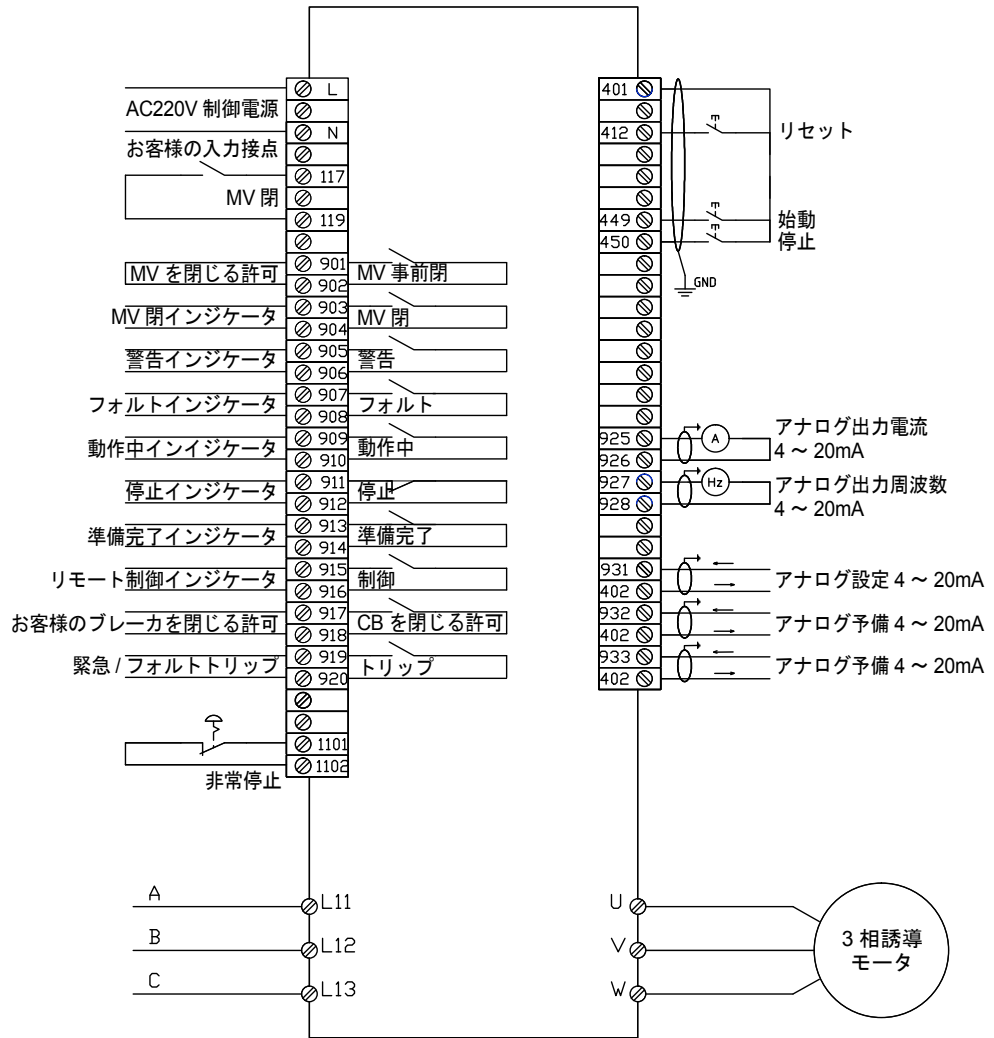 L
AC220V 制御電源
N
お客様の入力接点
117
MV 閉
119
MV を閉じる許可
901
902
MV 事前閉
MV 閉インジケータ
903
904
MV 閉
警告インジケータ
905
906
警告
フォルトインジケータ
907
908
フォルト
動作中インイジケータ
909
910
動作中
停止インジケータ
911
912
停止
準備完了インジケータ
913
914
準備完了
リモート制御インジケータ
915
916
制御
お客様のブレーカを閉じる許可
917
918
CB を閉じる許可
緊急 / フォルトトリップ
919
920
トリップ
1101
1102
非常停止
401
412
リセット
449
始動
450
停止
GND
925
A
926
アナログ出力電流
4 ~ 20mA
927
Hz
928
アナログ出力周波数
4 ~ 20mA
931
402
アナログ設定 4 ~ 20mA
932
402
アナログ予備 4 ~ 20mA
933
402
アナログ予備 4 ~ 20mA
A
L11
B
L12
C
L13
U
V
W
3 相誘導
モータ